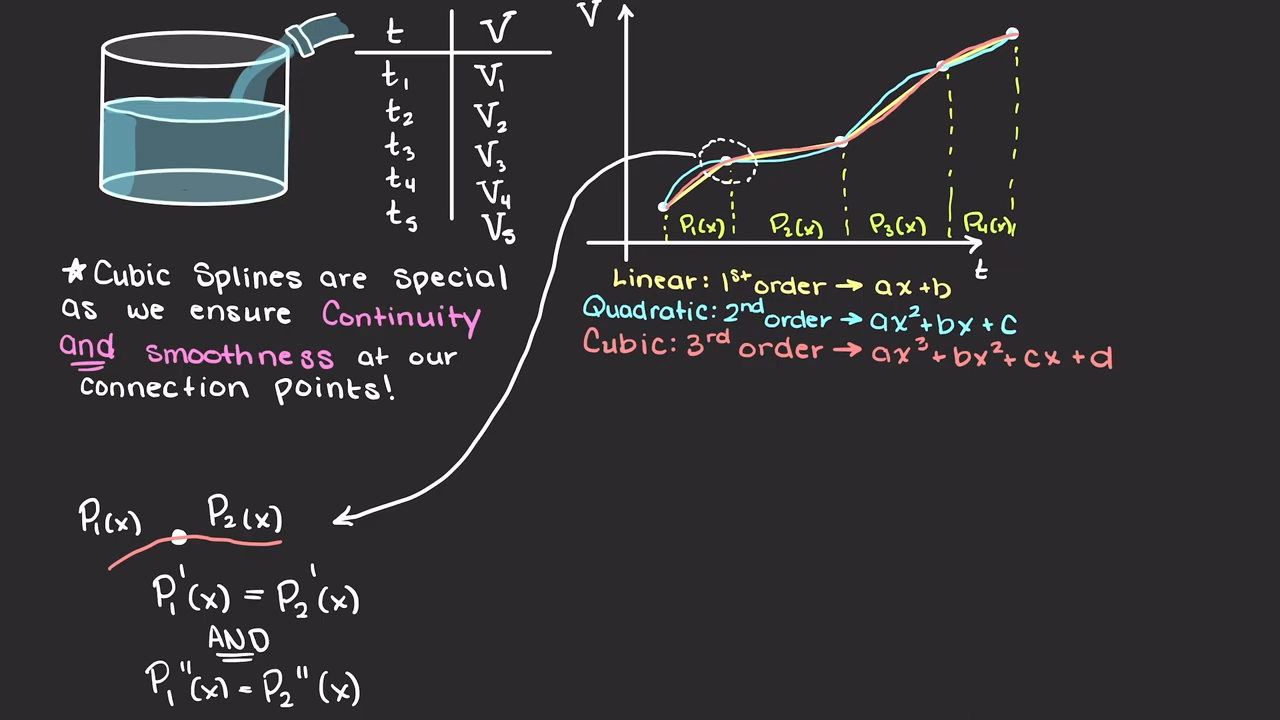 t V
t₁ V₁
t₂ V₂
t₃ V₃
t₄ V₄
t₅ V₅
V
P₁(x) P₂(x) P₃(x) P₄(x)
t
Linear: 1st order → ax+b
Quadratic: 2nd order → ax²+bx+c
Cubic: 3rd order → ax³+bx²+cx+d
★Cubic Splines are special
as we ensure Continuity
and smoothness at our
connection points!
P₁(x) P₂(x)
P₁'(x) = P₂'(x)
AND
P₁''(x) = P₂''(x)